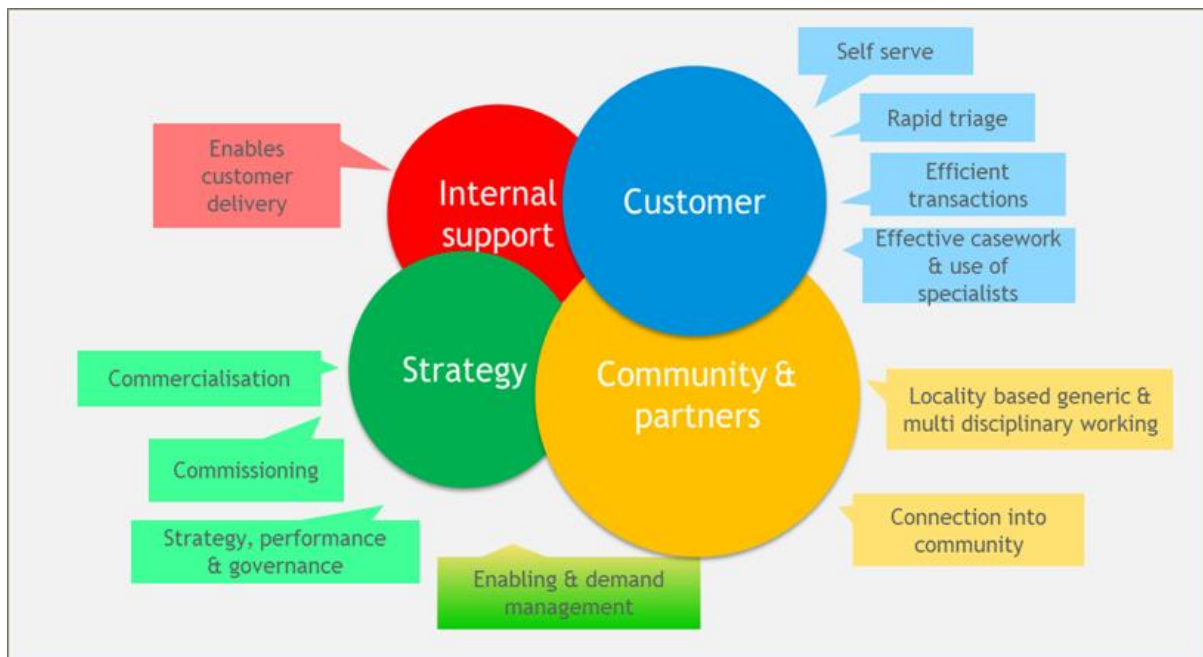 Self serve
Rapid triage
Enables
customer
delivery
Internal
support
Customer
Efficient
transactions
Effective casework
& use of
specialists
Strategy
Community &
partners
Commercialisation
Locality based generic &
multi disciplinary working
Commissioning
Strategy, performance
& governance
Connection into
community
Enabling & demand
management